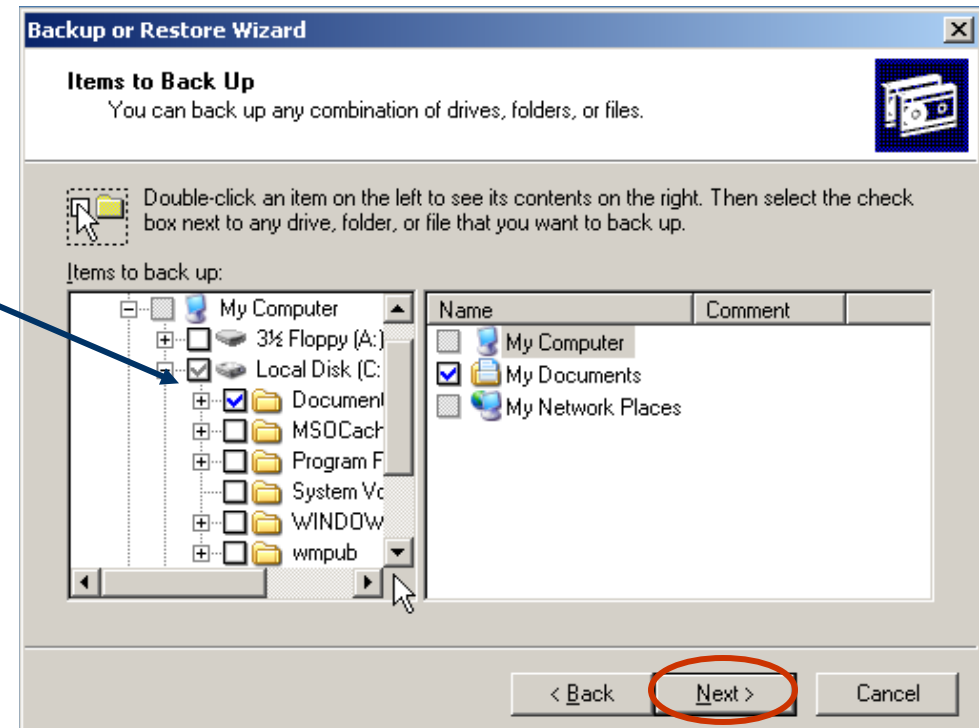 Backup or Restore Wizard
Items to Back Up
You can back up any combination of drives, folders, or files.
Double-click an item on the left to see its contents on the right. Then select the check
box next to any drive, folder, or file that you want to back up.
Items to back up:
My Computer
3½ Floppy (A:)
Local Disk (C:
Document
MSOCach
Program F
System Vo
WINDOW
wmpub
Name Comment
My Computer
My Documents
My Network Places
< Back Next > Cancel